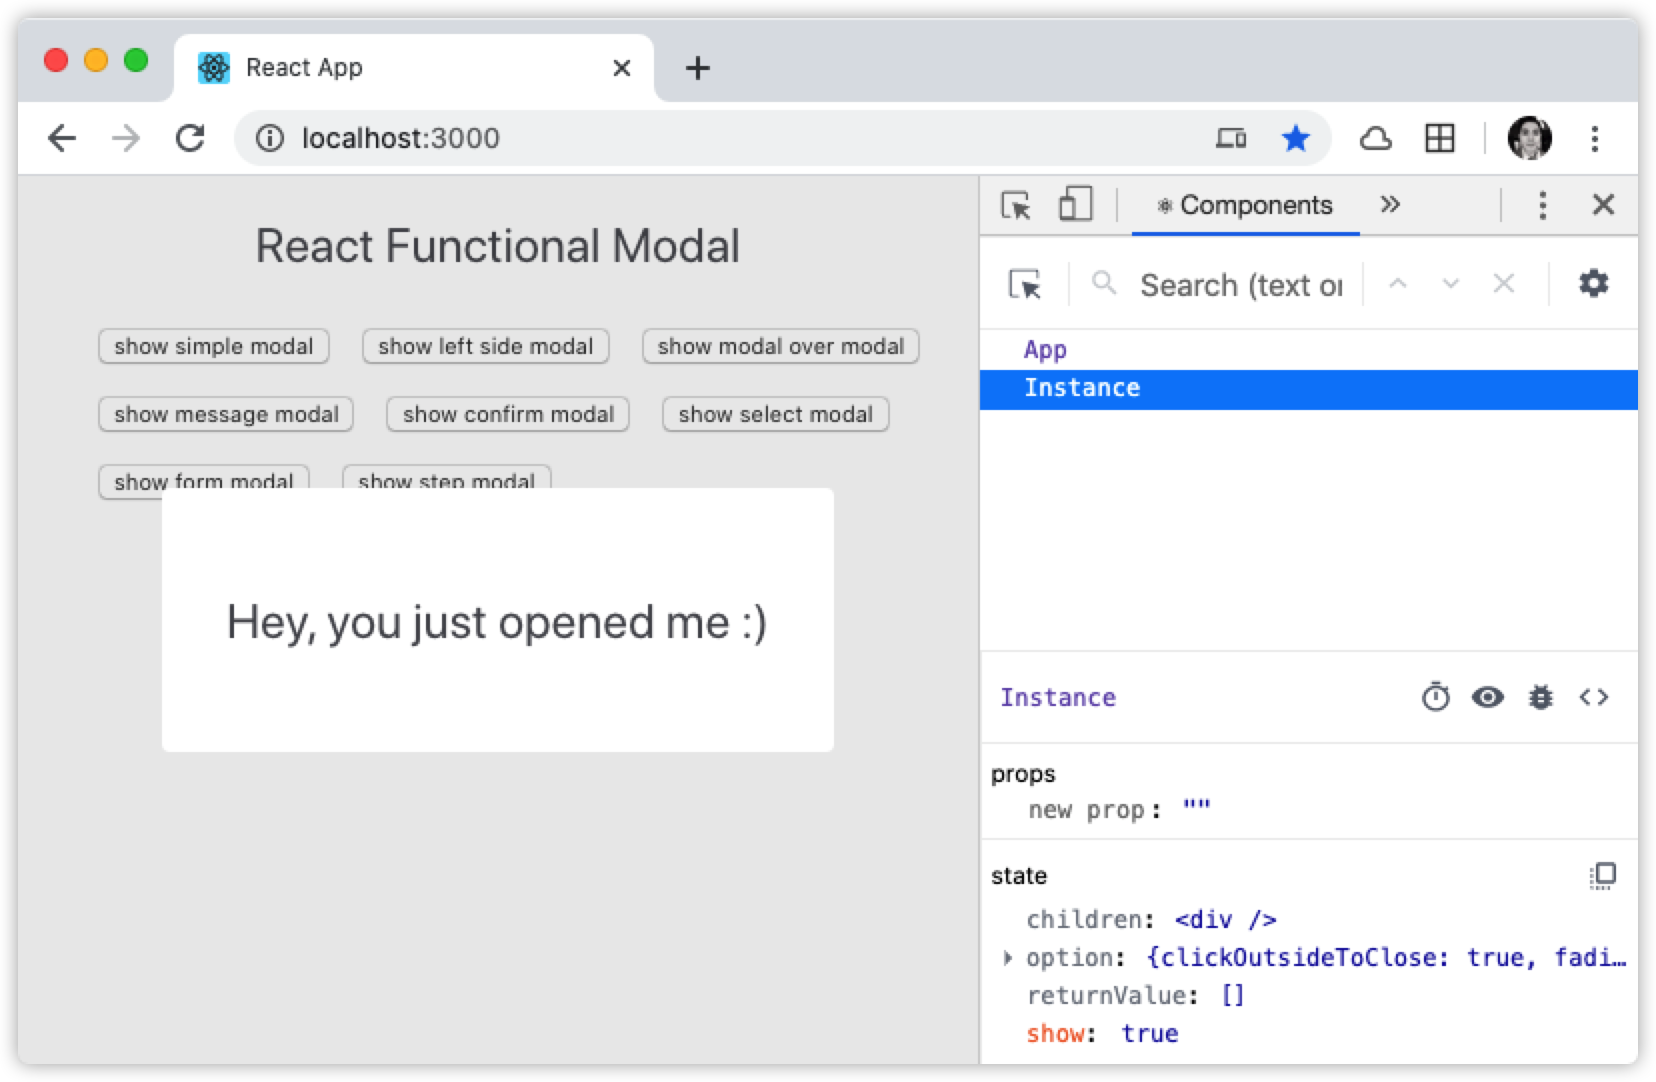 React App
localhost:3000
React Functional Modal
show simple modal
show left side modal
show modal over modal
show message modal
show confirm modal
show select modal
show form modal
show step modal
Hey, you just opened me :)
Components
Search (text or
App
Instance
Instance
props
new prop: ""
state
children: <div />
option: {clickOutsideToClose: true, fadi…
returnValue: []
show: true